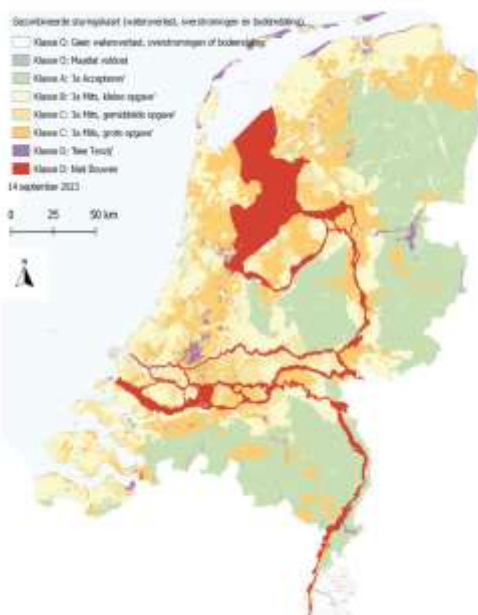 Gecombineerde sturingskaart (wateroverlast, overstromingen en bodemdaling)
Klasse 0: Geen wateroverlast, overstromingen of bodemdaling
Klasse 0: Maaiveld voldoet
Klasse A: 'Ja Accepteren'
Klasse B: 'Ja Mits, kleine opgave'
Klasse C: 'Ja Mits, gemiddelde opgave'
Klasse C: 'Ja Mits, grote opgave'
Klasse D: 'Nee Tenzij'
Klasse D: Niet Bouwen
14 september 2023
0 25 50 km
N